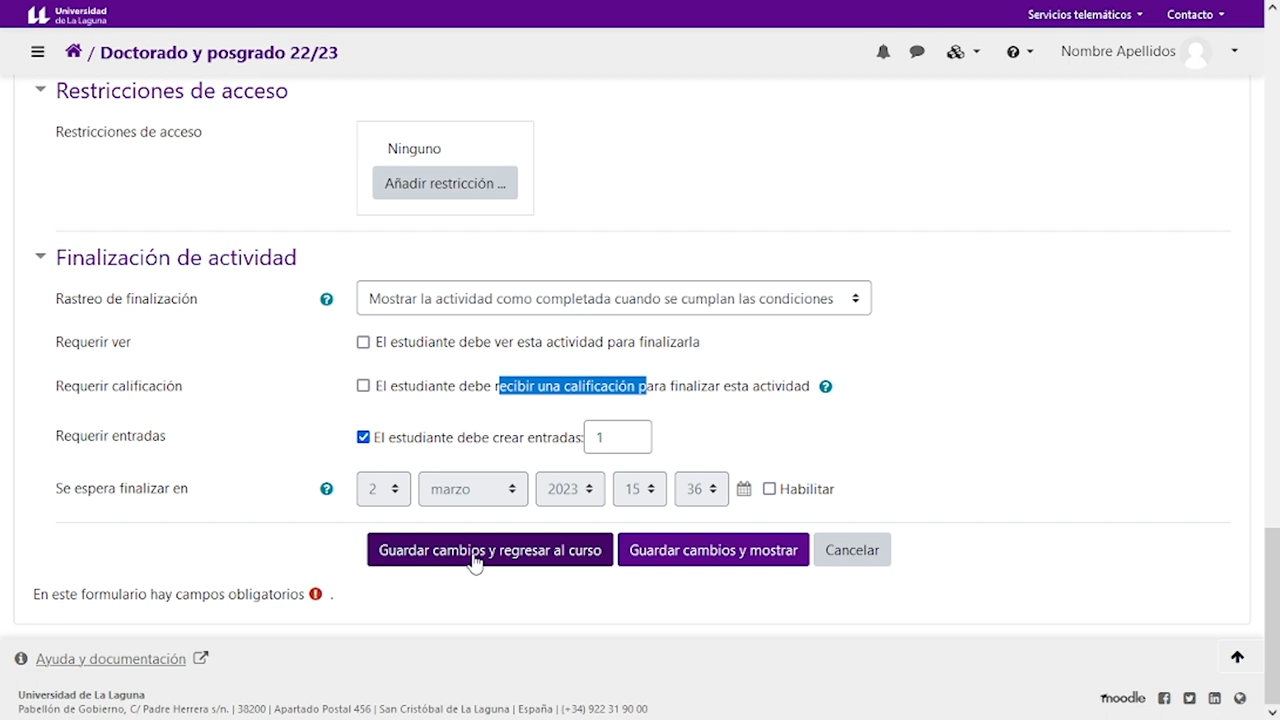 Universidad
de La Laguna
Servicios telemáticos
Contacto
/ Doctorado y posgrado 22/23
Nombre Apellidos
Restricciones de acceso
Restricciones de acceso
Ninguno
Añadir restricción ...
Finalización de actividad
Rastreo de finalización
Mostrar la actividad como completada cuando se cumplan las condiciones
Requerir ver
El estudiante debe ver esta actividad para finalizarla
Requerir calificación
El estudiante debe recibir una calificación para finalizar esta actividad
Requerir entradas
El estudiante debe crear entradas: 1
Se espera finalizar en
2 marzo 2023 15 36 Habilitar
Guardar cambios y regresar al curso
Guardar cambios y mostrar
Cancelar
En este formulario hay campos obligatorios .
Ayuda y documentación
Universidad de La Laguna
Pabellón de Gobierno, C/ Padre Herrera s/n. | 38200 | Apartado Postal 456 | San Cristóbal de La Laguna | España | (+34) 922 31 90 00
moodle